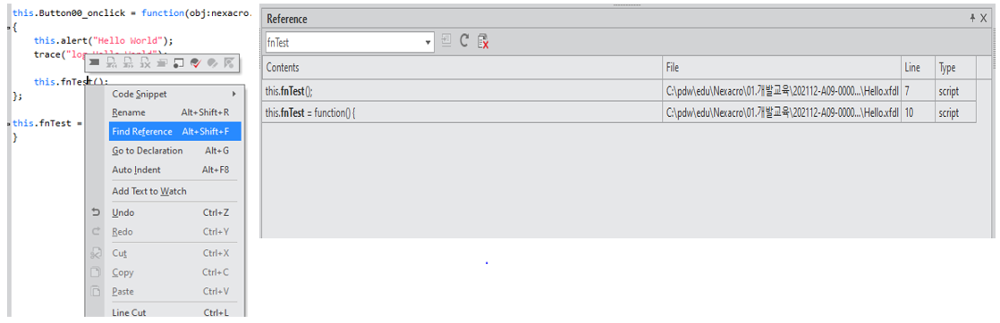 this.Button00_onclick = function(obj:nexacro.
{
this.alert("Hello World");
trace("log
this.fnTest();
};
this.fnTest =
}
Code Snippet
Rename Alt+Shift+R
Find Reference Alt+Shift+F
Go to Declaration Alt+G
Auto Indent Alt+F8
Add Text to Watch
Undo Ctrl+Z
Redo Ctrl+Y
Cut Ctrl+X
Copy Ctrl+C
Paste Ctrl+V
Line Cut Ctrl+L
Reference
fnTest
Contents File Line Type
this.fnTest(); C:\pdw\edu\Nexacro\01.개발교육\202112-A09-0000...\Hello.xfdl 7 script
this.fnTest = function() { C:\pdw\edu\Nexacro\01.개발교육\202112-A09-0000...\Hello.xfdl 10 script